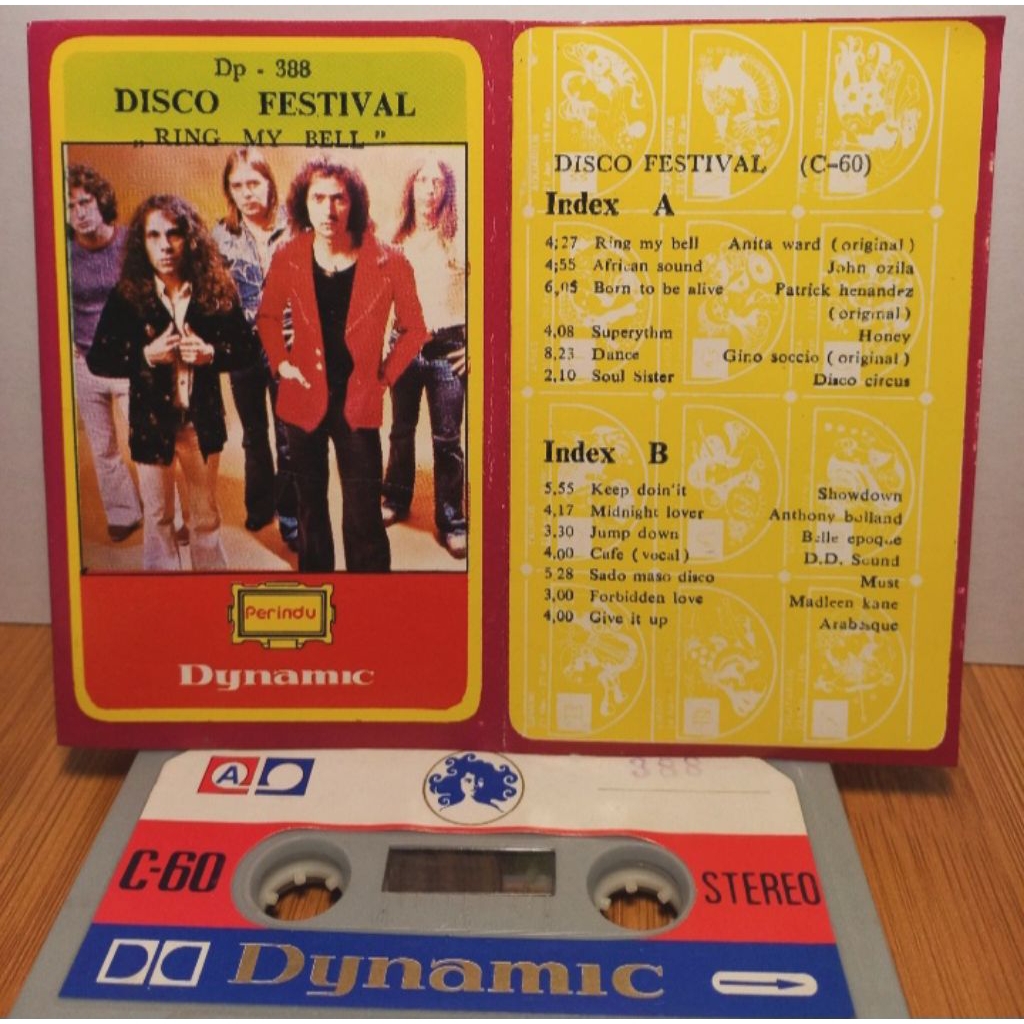 Dp - 388
DISCO FESTIVAL
„ RING MY BELL ”
Perindu
Dynamic
DISCO FESTIVAL (C-60)
Index A
4;27 Ring my bell Anita ward ( original )
4;55 African sound John ozila
6,05 Born to be alive Patrick henandez
( original )
4,08 Superythm Honey
8,23 Dance Gino soccio ( original )
2,10 Soul Sister Disco circus
Index B
5,55 Keep doin'it Showdown
4,17 Midnight lover Anthony bolland
3,30 Jump down Belle epoque
4,00 Cafe ( vocal ) D.D. Sound
5 28 Sado maso disco Must
3,00 Forbidden love Madleen kane
4,00 Give it up Arabesque
A
388
C-60
STEREO
Dynamic